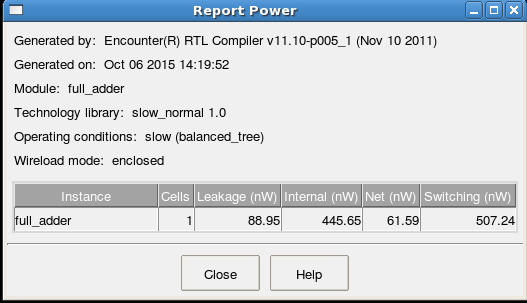 Report Power
Generated by: Encounter(R) RTL Compiler v11.10-p005_1 (Nov 10 2011)
Generated on: Oct 06 2015 14:19:52
Module: full_adder
Technology library: slow_normal 1.0
Operating conditions: slow (balanced_tree)
Wireload mode: enclosed
Instance Cells Leakage (nW) Internal (nW) Net (nW) Switching (nW)
full_adder 1 88.95 445.65 61.59 507.24
Close Help